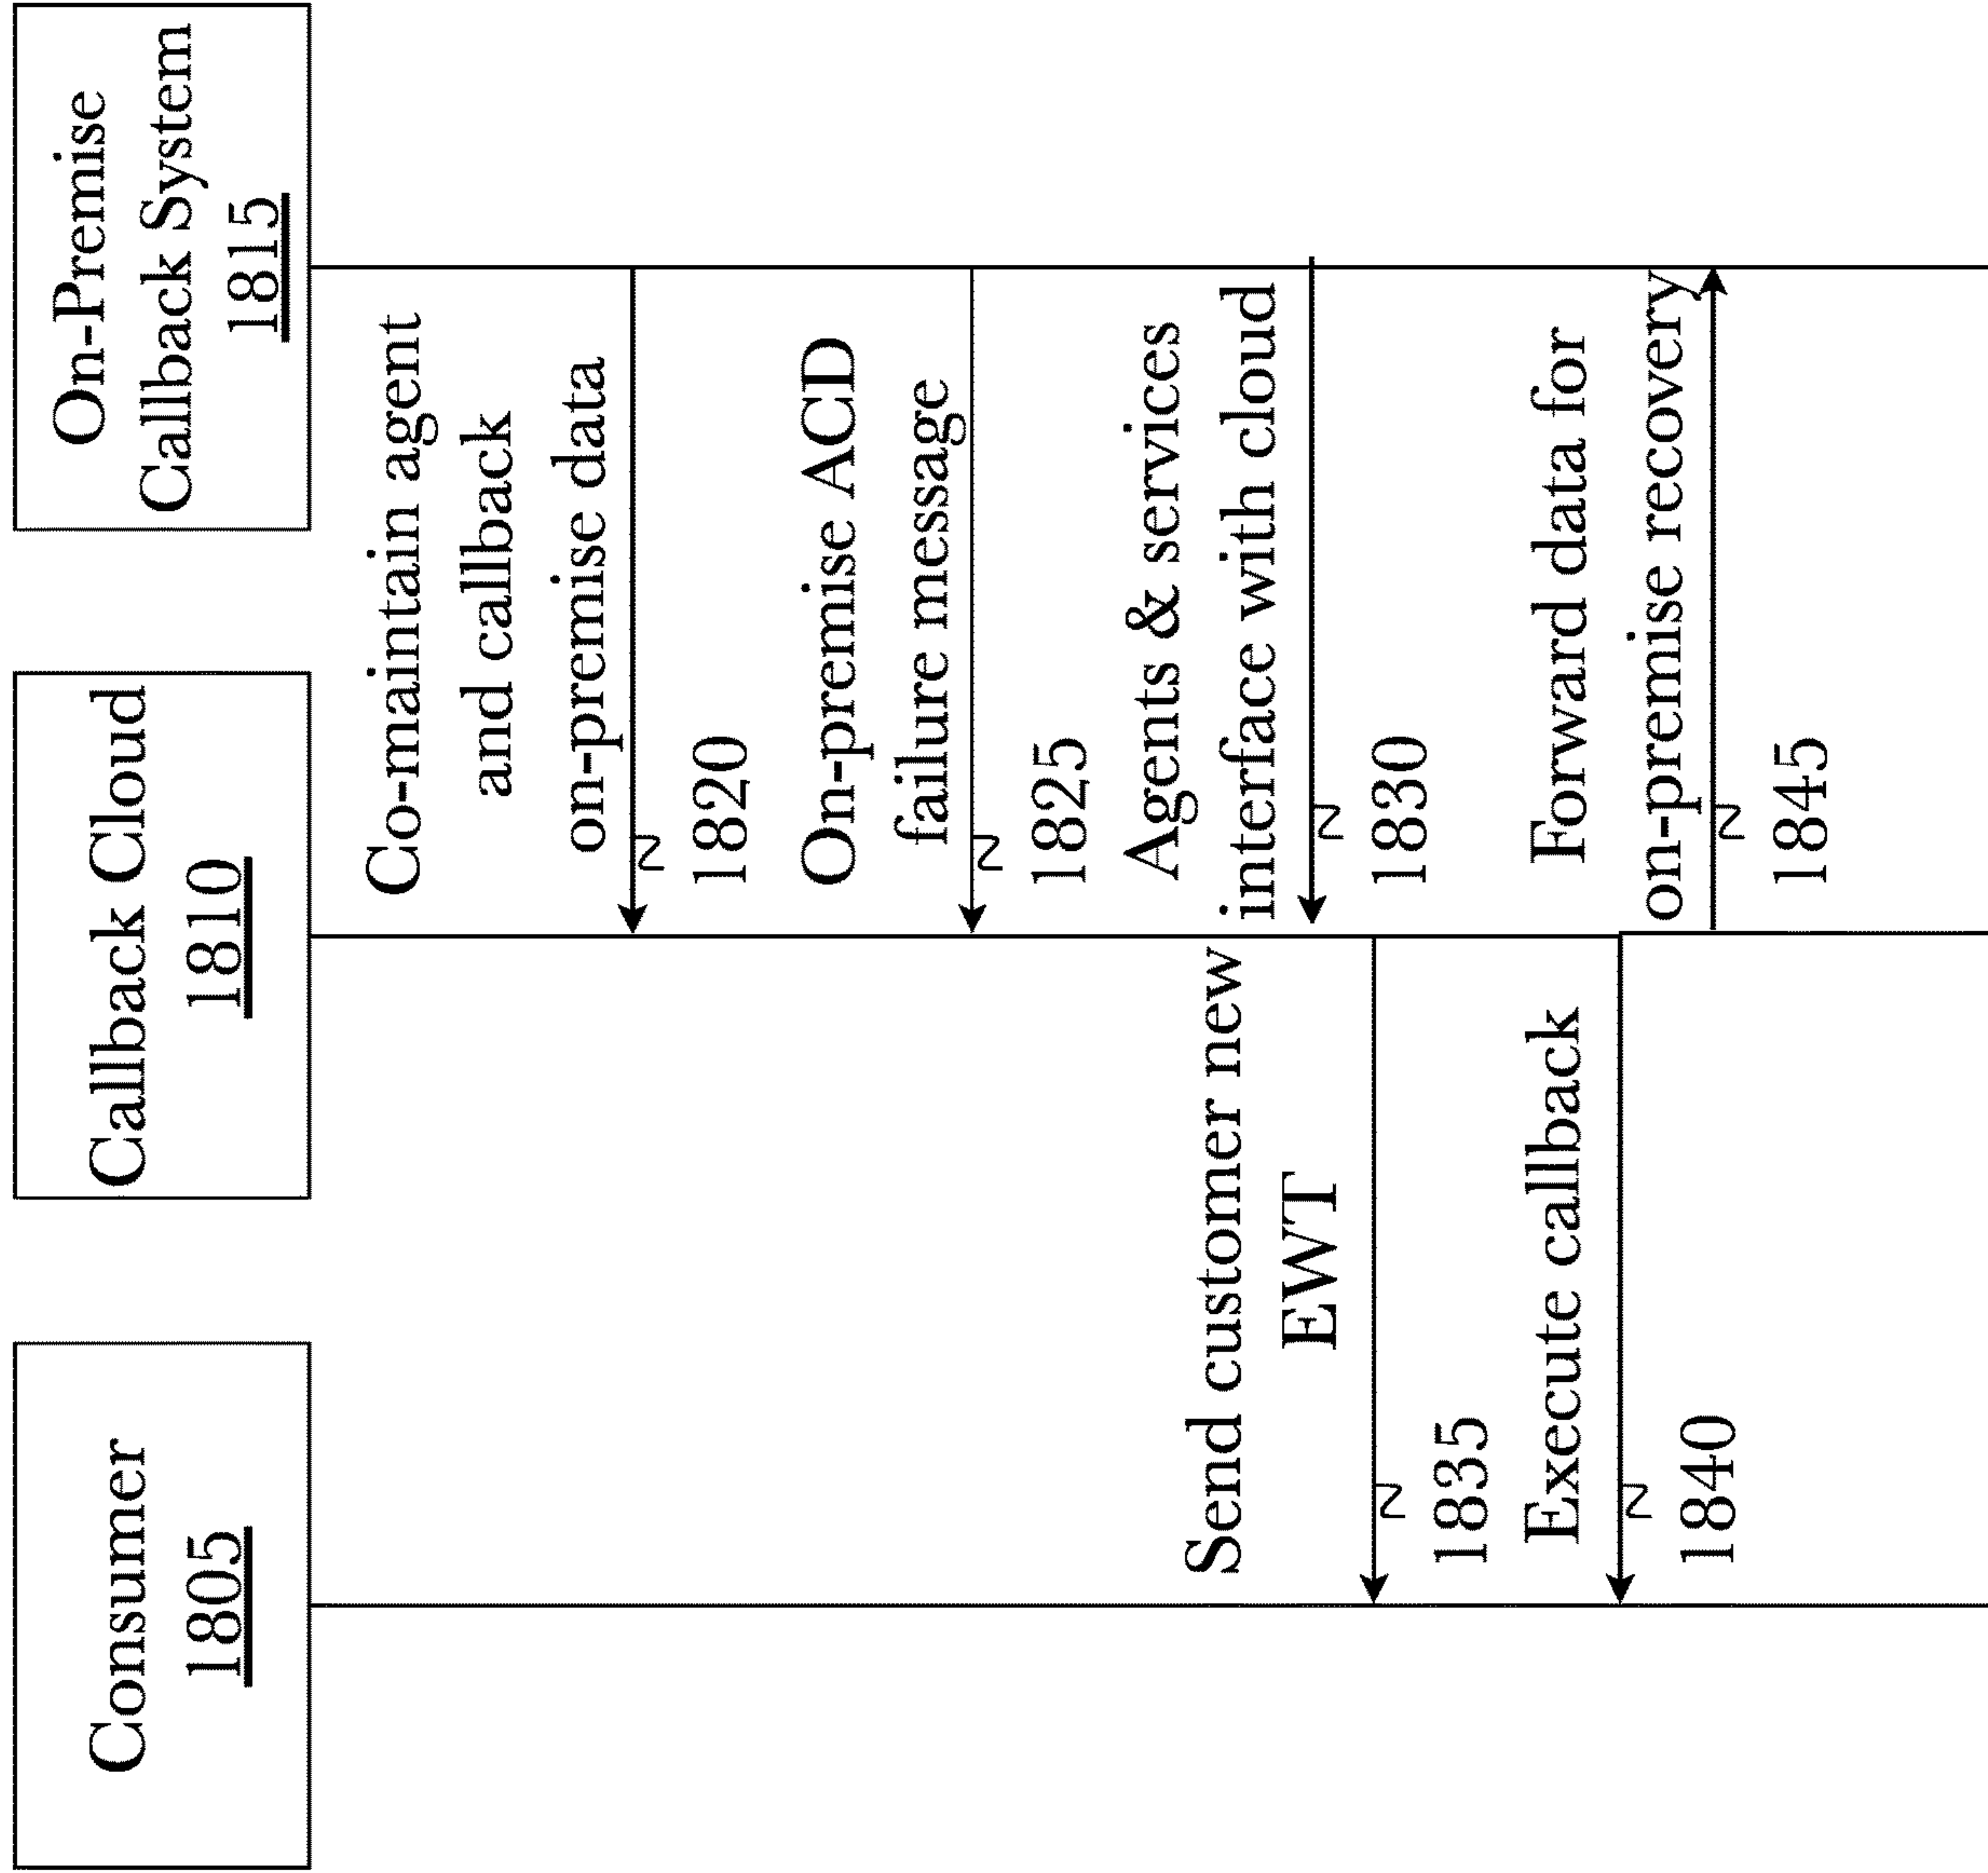 Consumer
1805
Callback Cloud
1810
On-Premise
Callback System
1815
Co-maintain agent
and callback
on-premise data
1820
On-premise ACD
failure message
1825
Agents & services
interface with cloud
1830
Send customer new
EWT
1835
Execute callback
1840
Forward data for
on-premise recovery
1845